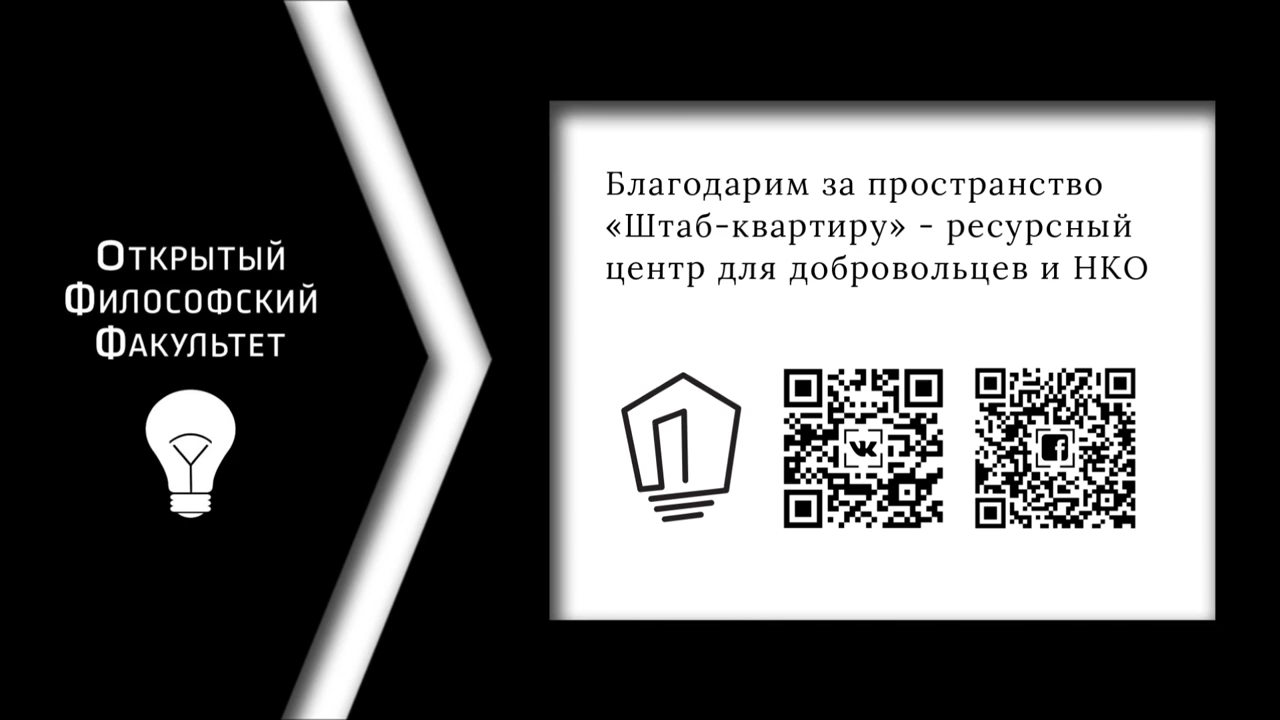 Открытый
Философский
Факультет
Благодарим за пространство
«Штаб-квартиру» - ресурсный
центр для добровольцев и НКО